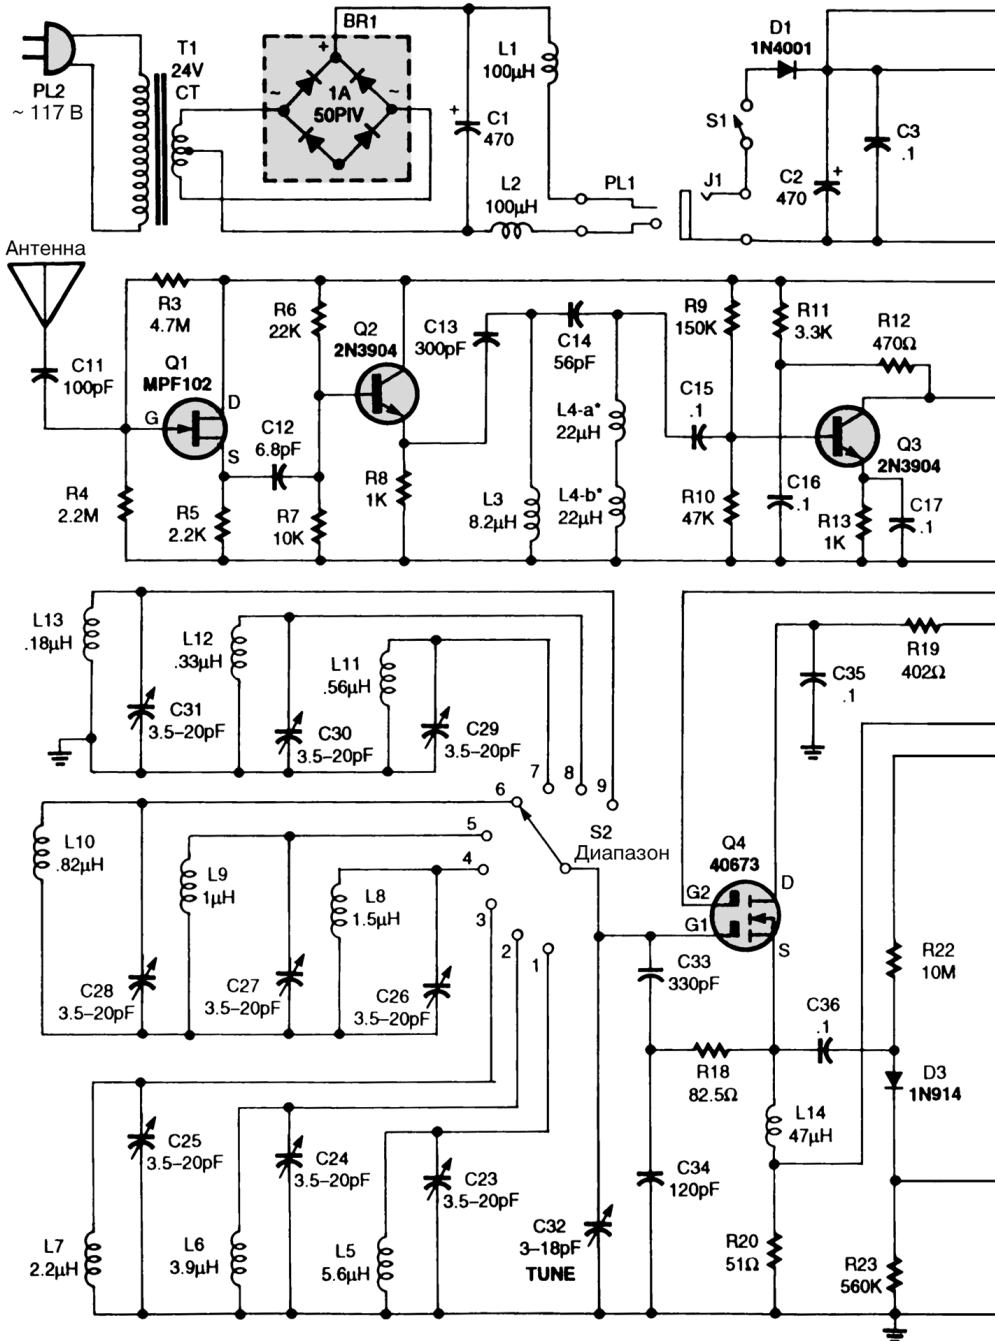 PL2
~ 117 В
T1
24V
CT
BR1
+
~
1A
50PIV
~
+
C1
470
L1
100µH
L2
100µH
PL1
D1
1N4001
S1
J1
C2
470
+
C3
.1
Антенна
C11
100pF
R3
4.7M
Q1
MPF102
G
D
S
R4
2.2M
R5
2.2K
C12
6.8pF
R6
22K
R7
10K
Q2
2N3904
R8
1K
C13
300pF
L3
8.2µH
C14
56pF
L4-a*
22µH
L4-b*
22µH
C15
.1
R9
150K
R10
47K
R11
3.3K
R12
470Ω
C16
.1
Q3
2N3904
R13
1K
C17
.1
L13
.18µH
C31
3.5–20pF
L12
.33µH
C30
3.5–20pF
L11
.56µH
C29
3.5–20pF
7
8
9
6
5
4
3
2
1
S2
Диапазон
L10
.82µH
C28
3.5–20pF
L9
1µH
C27
3.5–20pF
L8
1.5µH
C26
3.5–20pF
L7
2.2µH
C25
3.5–20pF
L6
3.9µH
C24
3.5–20pF
L5
5.6µH
C23
3.5–20pF
C32
3–18pF
TUNE
C33
330pF
C34
120pF
R18
82.5Ω
Q4
40673
G2
G1
D
S
C35
.1
R19
402Ω
C36
.1
L14
47µH
R20
51Ω
R22
10M
D3
1N914
R23
560K